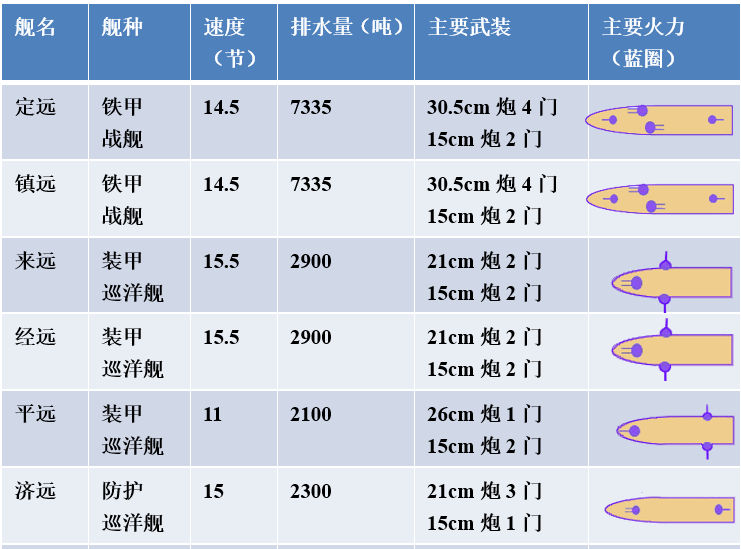 舰名 舰种 速度（节） 排水量（吨） 主要武装 主要火力（蓝圈）
定远 铁甲战舰 14.5 7335 30.5cm 炮 4 门 15cm 炮 2 门
镇远 铁甲战舰 14.5 7335 30.5cm 炮 4 门 15cm 炮 2 门
来远 装甲巡洋舰 15.5 2900 21cm 炮 2 门 15cm 炮 2 门
经远 装甲巡洋舰 15.5 2900 21cm 炮 2 门 15cm 炮 2 门
平远 装甲巡洋舰 11 2100 26cm 炮 1 门 15cm 炮 2 门
济远 防护巡洋舰 15 2300 21cm 炮 3 门 15cm 炮 1 门